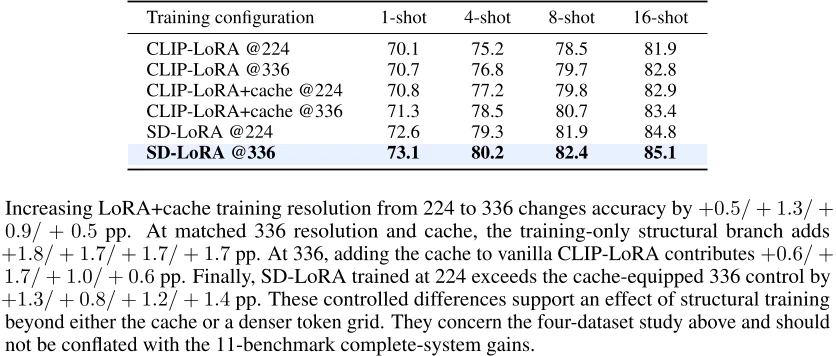 Training configuration 1-shot 4-shot 8-shot 16-shot
CLIP-LoRA @224 70.1 75.2 78.5 81.9
CLIP-LoRA @336 70.7 76.8 79.7 82.8
CLIP-LoRA+cache @224 70.8 77.2 79.8 82.9
CLIP-LoRA+cache @336 71.3 78.5 80.7 83.4
SD-LoRA @224 72.6 79.3 81.9 84.8
SD-LoRA @336 73.1 80.2 82.4 85.1
Increasing LoRA+cache training resolution from 224 to 336 changes accuracy by +0.5/ + 1.3/ +
0.9/ + 0.5 pp. At matched 336 resolution and cache, the training-only structural branch adds
+1.8/ + 1.7/ + 1.7/ + 1.7 pp. At 336, adding the cache to vanilla CLIP-LoRA contributes +0.6/ +
1.7/ + 1.0/ + 0.6 pp. Finally, SD-LoRA trained at 224 exceeds the cache-equipped 336 control by
+1.3/ + 0.8/ + 1.2/ + 1.4 pp. These controlled differences support an effect of structural training
beyond either the cache or a denser token grid. They concern the four-dataset study above and should
not be conflated with the 11-benchmark complete-system gains.